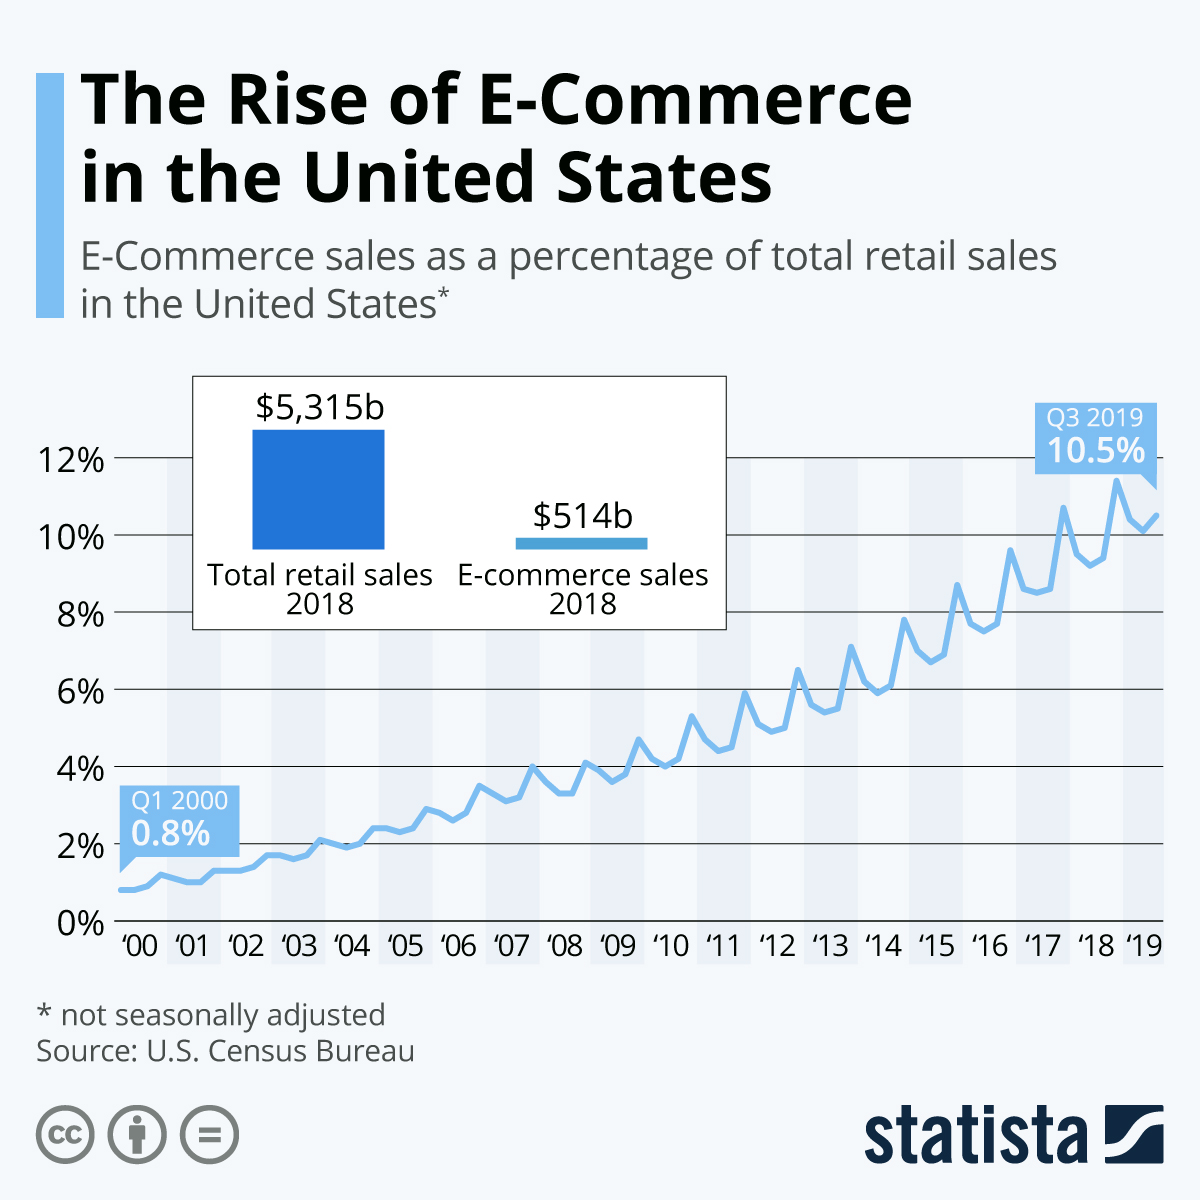 The Rise of E-Commerce
in the United States
E-Commerce sales as a percentage of total retail sales
in the United States*
$5,315b
$514b
Total retail sales
2018
E-commerce sales
2018
Q3 2019
10.5%
12%
10%
8%
6%
4%
2%
0%
Q1 2000
0.8%
‘00 ‘01 ‘02 ‘03 ‘04 ‘05 ‘06 ‘07 ‘08 ‘09 ‘10 ‘11 ‘12 ‘13 ‘14 ‘15 ‘16 ‘17 ‘18 ‘19
* not seasonally adjusted
Source: U.S. Census Bureau
cc
statista